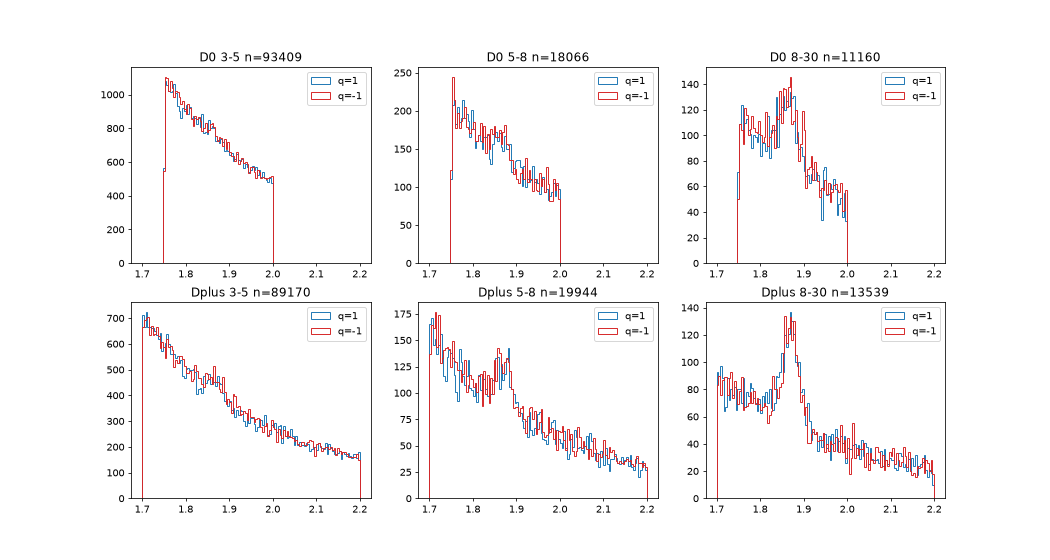 D0 3-5 n=93409
q=1
q=-1
1000
800
600
400
200
0
1.7 1.8 1.9 2.0 2.1 2.2
D0 5-8 n=18066
q=1
q=-1
250
200
150
100
50
0
1.7 1.8 1.9 2.0 2.1 2.2
D0 8-30 n=11160
q=1
q=-1
140
120
100
80
60
40
20
0
1.7 1.8 1.9 2.0 2.1 2.2
Dplus 3-5 n=89170
q=1
q=-1
700
600
500
400
300
200
100
0
1.7 1.8 1.9 2.0 2.1 2.2
Dplus 5-8 n=19944
q=1
q=-1
175
150
125
100
75
50
25
0
1.7 1.8 1.9 2.0 2.1 2.2
Dplus 8-30 n=13539
q=1
q=-1
140
120
100
80
60
40
20
0
1.7 1.8 1.9 2.0 2.1 2.2